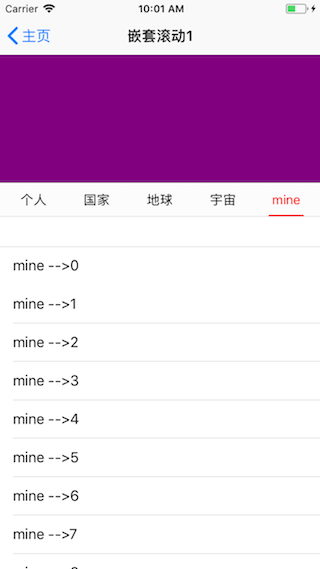 Carrier 10:01 AM
主页 嵌套滚动1
个人 国家 地球 宇宙 mine
mine -->0
mine -->1
mine -->2
mine -->3
mine -->4
mine -->5
mine -->6
mine -->7